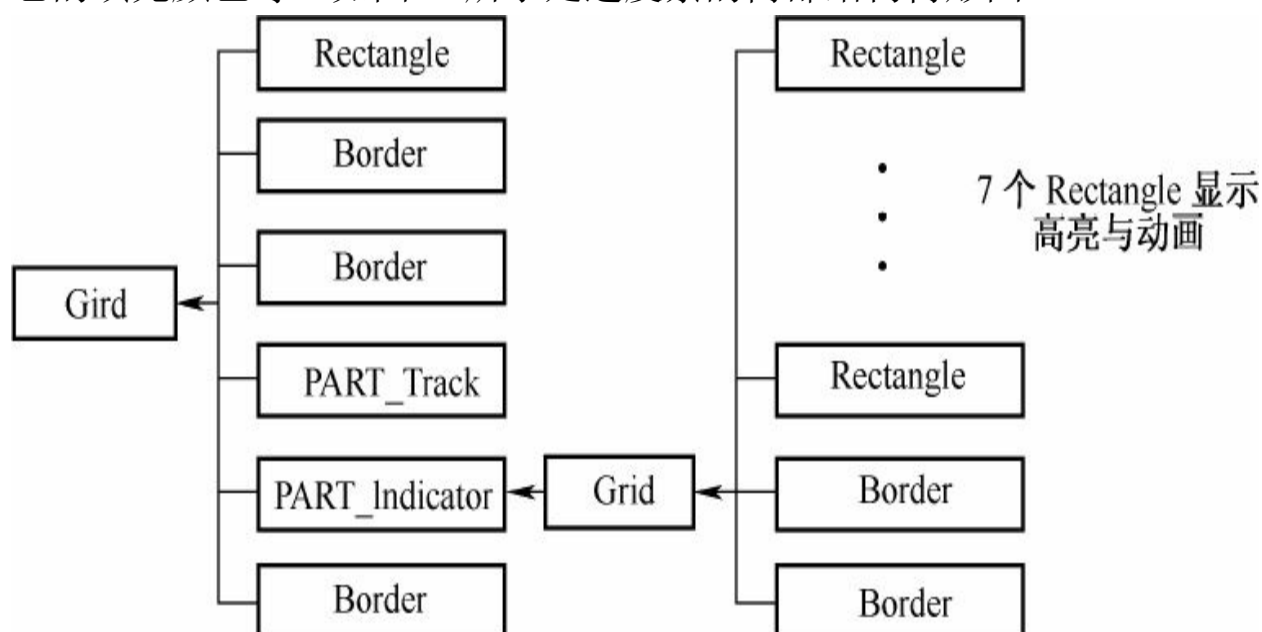 Rectangle
Border
Border
Gird
PART_Track
PART_Indicator
Border
Grid
Rectangle
7 个 Rectangle 显示
高亮与动画
Rectangle
Border
Border